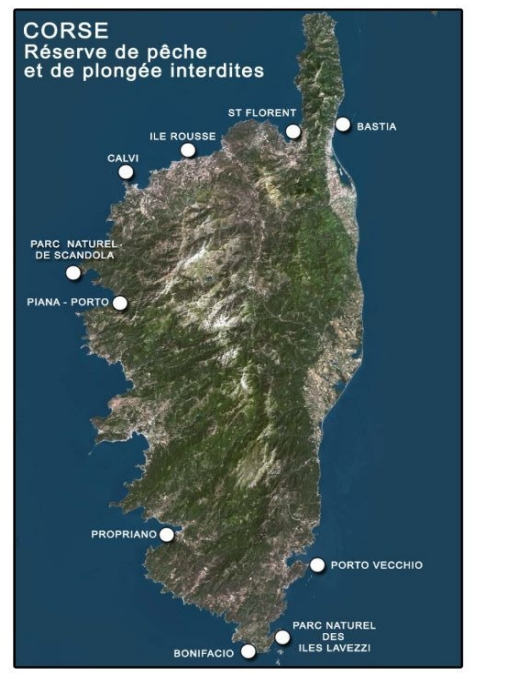 CORSE
Réserve de pêche
et de plongée interdites
ST FLORENT
BASTIA
ILE ROUSSE
CALVI
PARC NATUREL
DE SCANDOLA
PIANA - PORTO
PROPRIANO
PORTO VECCHIO
PARC NATUREL
DES
ILES LAVEZZI
BONIFACIO